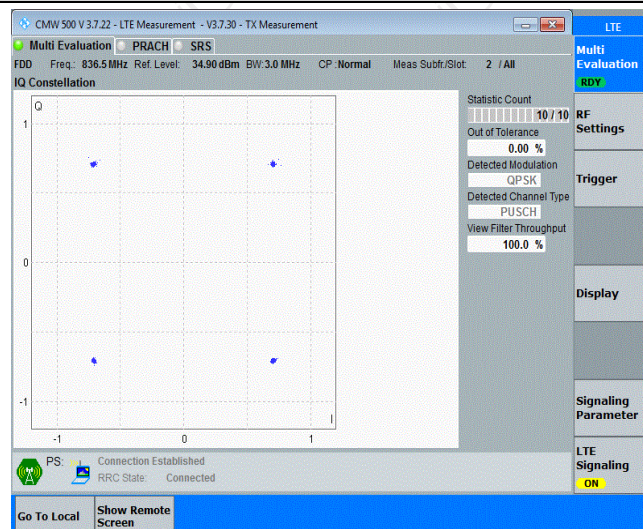 CMW 500 V 3.7.22 - LTE Measurement - V3.7.30 - TX Measurement
LTE
Multi Evaluation PRACH SRS
Multi
Evaluation
RDY
FDD Freq.: 836.5 MHz Ref. Level: 34.90 dBm BW: 3.0 MHz CP : Normal Meas Subfr./Slot: 2 / All
IQ Constellation
Q
1
0
-1
-1 0 1
I
Statistic Count
10 / 10
Out of Tolerance
0.00 %
Detected Modulation
QPSK
Detected Channel Type
PUSCH
View Filter Throughput
100.0 %
RF
Settings
Trigger
Display
Signaling
Parameter
LTE
Signaling
ON
PS: Connection Established
RRC State: Connected
Go To Local
Show Remote
Screen